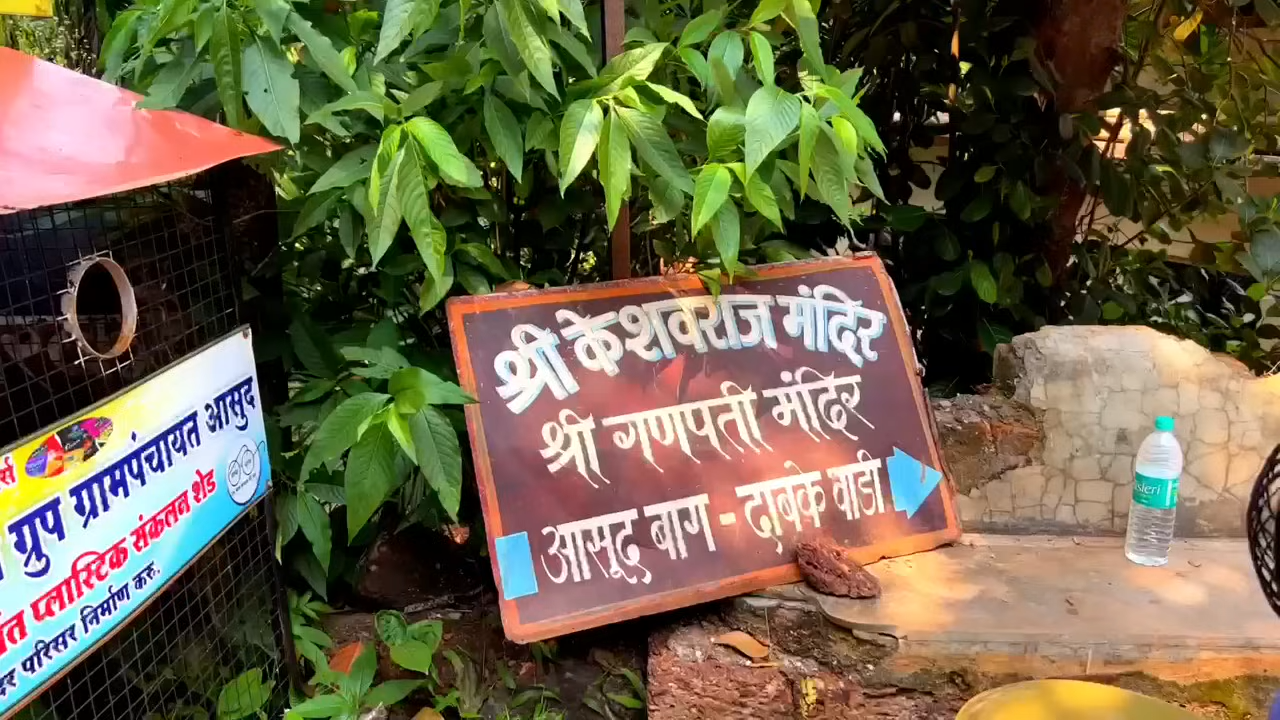 श्री केशवराज मंदिर
श्री गणपती मंदिर
आसूद बाग - दाबके वाडी
ग्रुप ग्रामपंचायत आसूद
प्लास्टिक संकलन शेड
परिसर निर्माण करु.